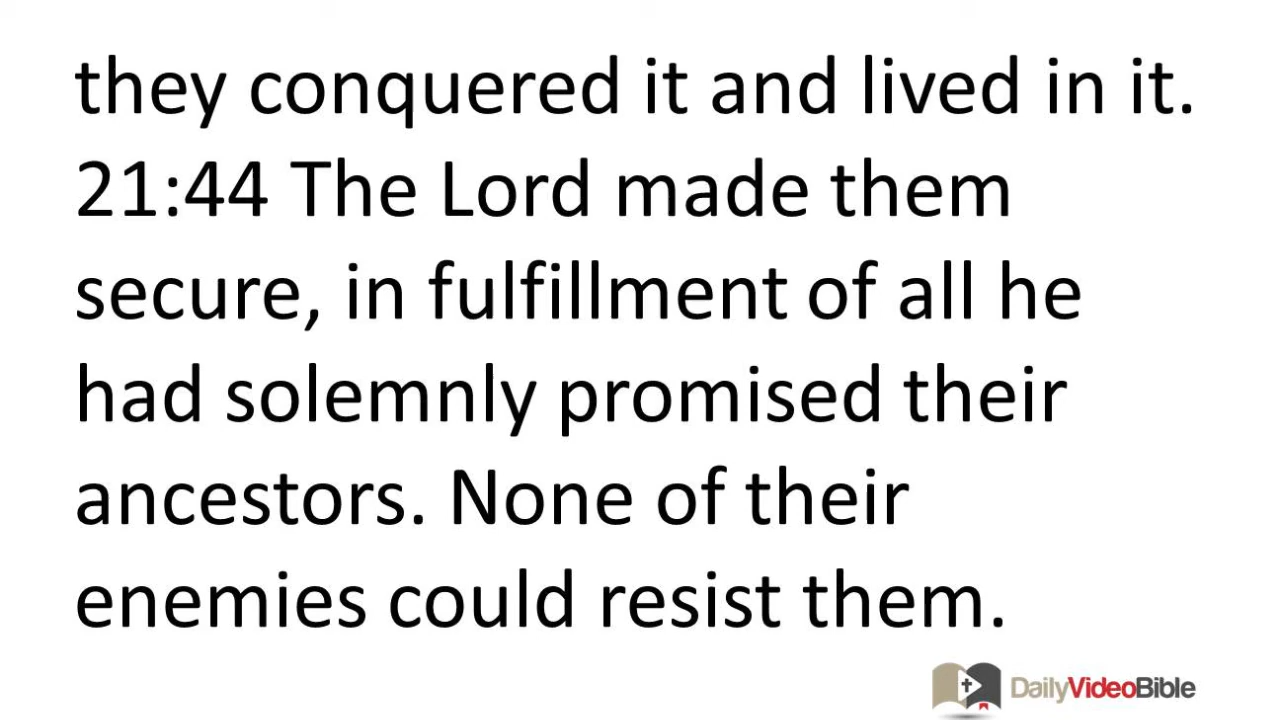 they conquered it and lived in it.
21:44 The Lord made them
secure, in fulfillment of all he
had solemnly promised their
ancestors. None of their
enemies could resist them.
DailyVideoBible